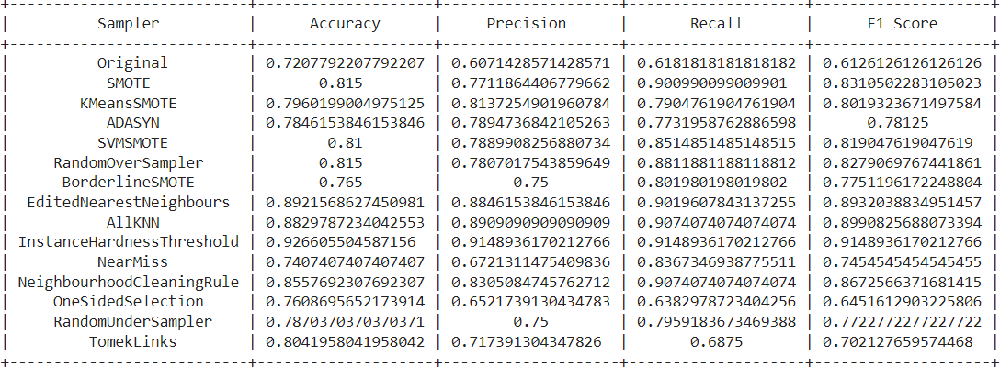 +--------------------------+--------------------+--------------------+--------------------+--------------------+
| Sampler | Accuracy | Precision | Recall | F1 Score |
+--------------------------+--------------------+--------------------+--------------------+--------------------+
| Original | 0.7207792207792207 | 0.6071428571428571 | 0.6181818181818182 | 0.6126126126126126 |
| SMOTE | 0.815 | 0.7711864406779662 | 0.900990099009901 | 0.8310502283105023 |
| KMeansSMOTE | 0.7960199004975125 | 0.8137254901960784 | 0.7904761904761904 | 0.8019323671497584 |
| ADASYN | 0.7846153846153846 | 0.7894736842105263 | 0.7731958762886598 | 0.78125 |
| SVMSMOTE | 0.81 | 0.7889908256880734 | 0.8514851485148515 | 0.819047619047619 |
| RandomOverSampler | 0.815 | 0.7807017543859649 | 0.8811881188118812 | 0.8279069767441861 |
| BorderlineSMOTE | 0.765 | 0.75 | 0.801980198019802 | 0.7751196172248804 |
| EditedNearestNeighbours | 0.8921568627450981 | 0.8846153846153846 | 0.9019607843137255 | 0.8932038834951457 |
| AllKNN | 0.8829787234042553 | 0.8909090909090909 | 0.9074074074074074 | 0.8990825688073394 |
| InstanceHardnessThreshold | 0.926605504587156 | 0.9148936170212766 | 0.9148936170212766 | 0.9148936170212766 |
| NearMiss | 0.7407407407407407 | 0.6721311475409836 | 0.8367346938775511 | 0.7454545454545455 |
| NeighbourhoodCleaningRule | 0.8557692307692307 | 0.8305084745762712 | 0.9074074074074074 | 0.8672566371681415 |
| OneSidedSelection | 0.7608695652173914 | 0.6521739130434783 | 0.6382978723404256 | 0.6451612903225806 |
| RandomUnderSampler | 0.7870370370370371 | 0.75 | 0.7959183673469388 | 0.7722772277227722 |
| TomekLinks | 0.8041958041958042 | 0.717391304347826 | 0.6875 | 0.702127659574468 |
+--------------------------+--------------------+--------------------+--------------------+--------------------+